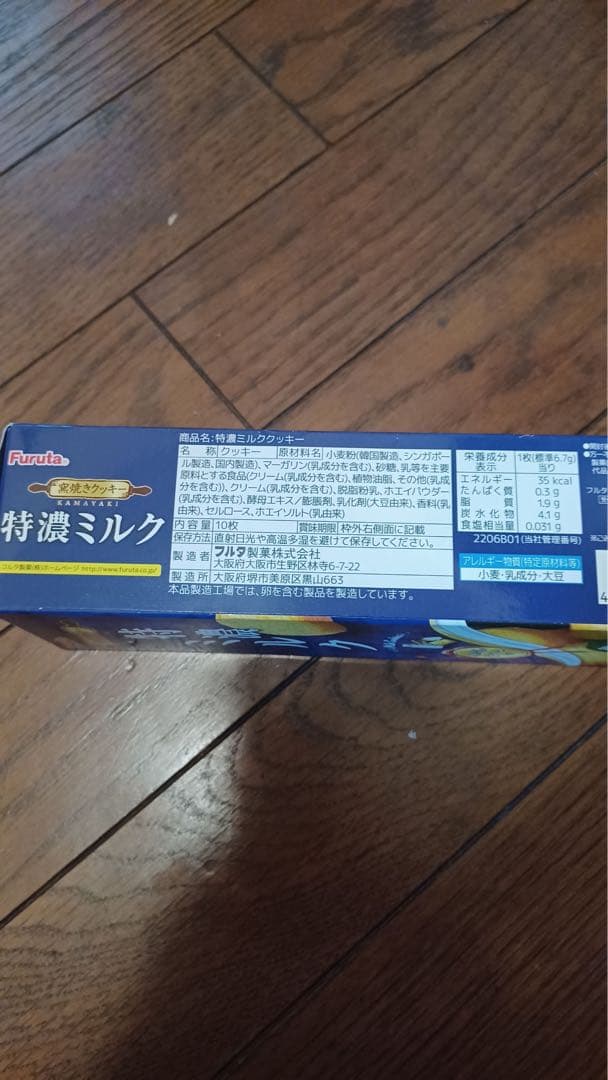 Furuta
窯焼きクッキー
KAMAYAKI
特濃ミルク
フルタ製菓(株)ホームページ http://www.furuta.co.jp/
商品名:特濃ミルククッキー
名 称 クッキー 原材料名 小麦粉(韓国製造、シンガポー
ル製造、国内製造)、マーガリン(乳成分を含む)、砂糖、乳等を主要
原料とする食品(クリーム(乳成分を含む)、植物油脂、その他(乳成
分を含む))、クリーム(乳成分を含む)、脱脂粉乳、ホエイパウダー
(乳成分を含む)、酵母エキス/膨脹剤、乳化剤(大豆由来)、香料(乳
由来)、セルロース、ホエイソルト(乳由来)
内 容 量 10枚 賞味期限 枠外右側面に記載
保存方法 直射日光や高温多湿を避けて保存してください。
製 造 者 フルタ製菓株式会社
大阪府大阪市生野区林寺6-7-22
製 造 所 大阪府堺市美原区黒山663
本品製造工場では、卵を含む製品を製造しています。
栄養成分表示 1枚(標準6.7g)当り
エネルギー 35 kcal
たんぱく質 0.3 g
脂 質 1.9 g
炭 水 化 物 4.1 g
食塩相当量 0.031 g
2206B01(当社管理番号)
アレルギー物質(特定原材料等)
小麦・乳成分・大豆
●開封
●万一
製菓
代品
フルタ
4
特濃
ミルク